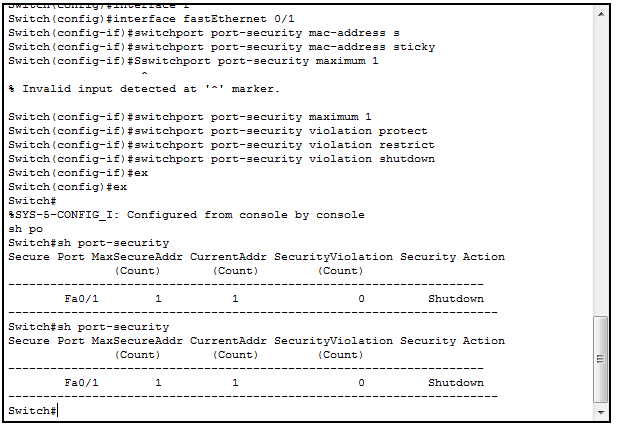 Switch(config)#interface f
Switch(config)#interface fastEthernet 0/1
Switch(config-if)#switchport port-security mac-address s
Switch(config-if)#switchport port-security mac-address sticky
Switch(config-if)#Sswitchport port-security maximum 1
^
% Invalid input detected at '^' marker.
Switch(config-if)#switchport port-security maximum 1
Switch(config-if)#switchport port-security violation protect
Switch(config-if)#switchport port-security violation restrict
Switch(config-if)#switchport port-security violation shutdown
Switch(config-if)#ex
Switch(config)#ex
Switch#
%SYS-5-CONFIG_I: Configured from console by console
sh po
Switch#sh port-security
Secure Port MaxSecureAddr CurrentAddr SecurityViolation Security Action
(Count) (Count) (Count)
--------------------------------------------------------------------
Fa0/1 1 1 0 Shutdown
----------------------------------------------------------------------
Switch#sh port-security
Secure Port MaxSecureAddr CurrentAddr SecurityViolation Security Action
(Count) (Count) (Count)
--------------------------------------------------------------------
Fa0/1 1 1 0 Shutdown
----------------------------------------------------------------------
Switch#